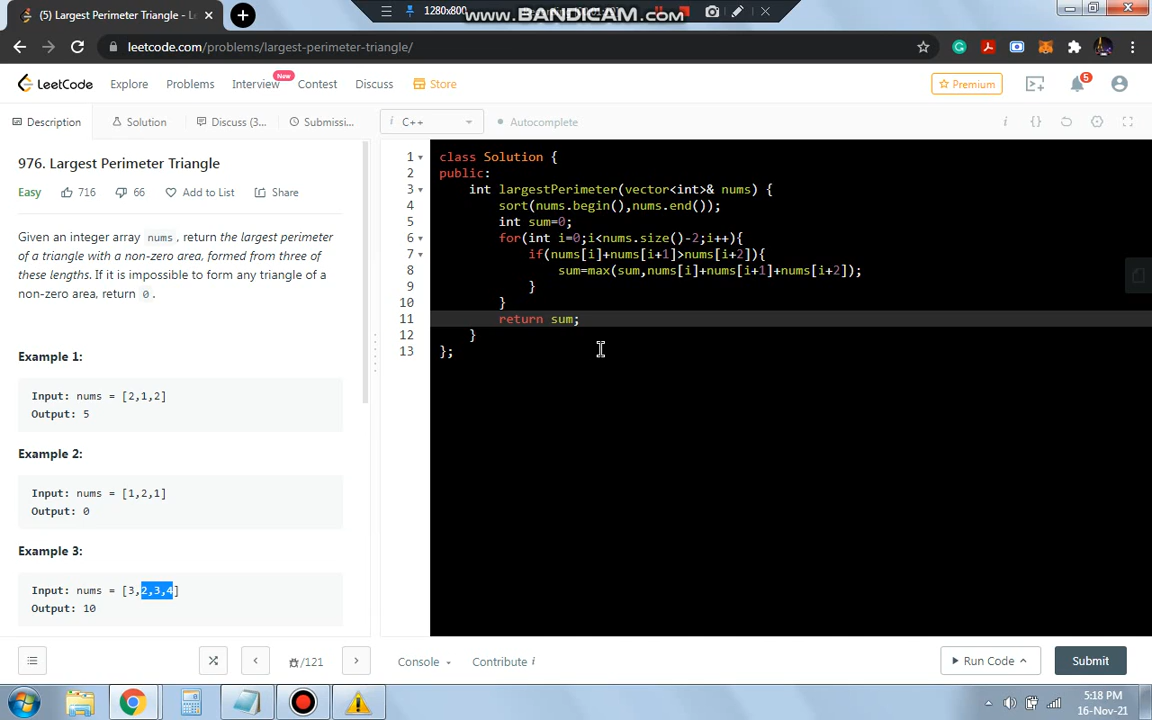 (5) Largest Perimeter Triangle - L
1280x800
www.BANDICAM.com
leetcode.com/problems/largest-perimeter-triangle/
LeetCode
Explore
Problems
Interview
New
Contest
Discuss
Store
Premium
5
Description
Solution
Discuss (3...
Submissi...
i C++
Autocomplete
976. Largest Perimeter Triangle
Easy
716
66
Add to List
Share
Given an integer array nums, return the largest perimeter
of a triangle with a non-zero area, formed from three of
these lengths. If it is impossible to form any triangle of a
non-zero area, return 0.
Example 1:
Input: nums = [2,1,2]
Output: 5
Example 2:
Input: nums = [1,2,1]
Output: 0
Example 3:
Input: nums = [3,2,3,4]
Output: 10
1 class Solution {
2 public:
3 int largestPerimeter(vector<int>& nums) {
4 sort(nums.begin(),nums.end());
5 int sum=0;
6 for(int i=0;i<nums.size()-2;i++){
7 if(nums[i]+nums[i+1]>nums[i+2]){
8 sum=max(sum,nums[i]+nums[i+1]+nums[i+2]);
9 }
10 }
11 return sum;
12 }
13 };
/121
Console
Contribute i
Run Code
Submit
5:18 PM
16-Nov-21